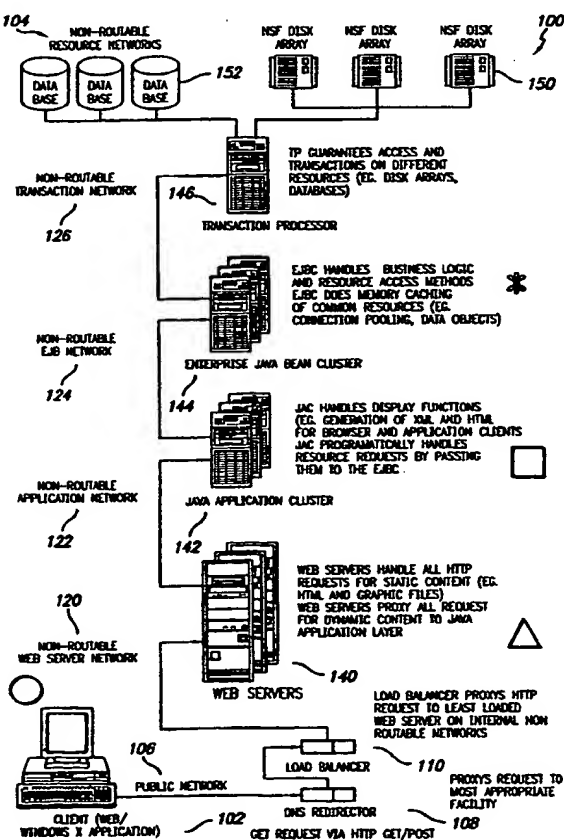 104
NON-ROUTABLE
RESOURCE NETWORKS
NSF DISK
ARRAY
NSF DISK
ARRAY
NSF DISK
ARRAY
100
DATA
BASE
DATA
BASE
DATA
BASE
152
150
NON-ROUTABLE
TRANSACTION NETWORK
126
146
TRANSACTION PROCESSOR
TP GUARANTEES ACCESS AND
TRANSACTIONS ON DIFFERENT
RESOURCES (EG. DISK ARRAYS,
DATABASES)
NON-ROUTABLE
EJB NETWORK
124
ENTERPRISE JAVA BEAN CLUSTER
144
EJBC HANDLES BUSINESS LOGIC
AND RESOURCE ACCESS METHODS
EJBC DOES MEMORY CACHING
OF COMMON RESOURCES (EG.
CONNECTION POOLING, DATA OBJECTS)
*
NON-ROUTABLE
APPLICATION NETWORK
122
JAVA APPLICATION CLUSTER
142
JAC HANDLES DISPLAY FUNCTIONS
(EG. GENERATION OF XML AND HTML
FOR BROWSER AND APPLICATION CLIENTS
JAC PROGRAMATICALLY HANDLES
RESOURCE REQUESTS BY PASSING
THEM TO THE EJBC.
120
NON-ROUTABLE
WEB SERVER NETWORK
WEB SERVERS
140
WEB SERVERS HANDLE ALL HTTP
REQUESTS FOR STATIC CONTENT (EG.
HTML AND GRAPHIC FILES)
WEB SERVERS PROXY ALL REQUEST
FOR DYNAMIC CONTENT TO JAVA
APPLICATION LAYER
LOAD BALANCER PROXYS HTTP
REQUEST TO LEAST LOADED
WEB SERVER ON INTERNAL NON
ROUTABLE NETWORKS
LOAD BALANCER
110
106
PUBLIC NETWORK
DNS REDIRECTOR
108
PROXYS REQUEST TO
MOST APPROPRIATE
FACILITY
CLIENT (WEB/
WINDOWS X APPLICATION)
102
GET REQUEST VIA HTTP GET/POST